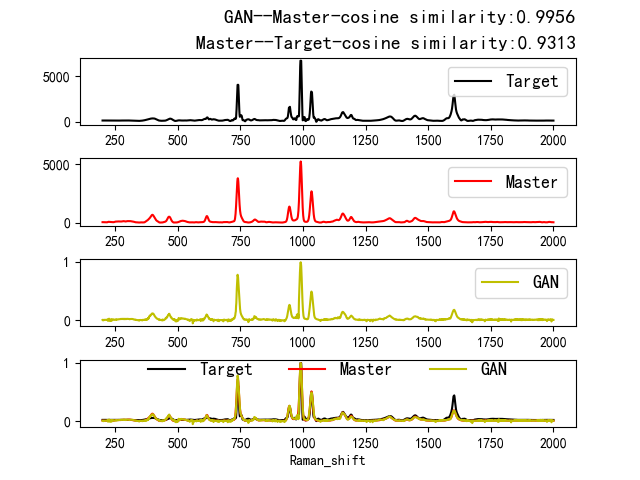 GAN--Master-cosine similarity:0.9956
Master--Target-cosine similarity:0.9313
5000
0
Target
250 500 750 1000 1250 1500 1750 2000
5000
0
Master
250 500 750 1000 1250 1500 1750 2000
1
0
GAN
250 500 750 1000 1250 1500 1750 2000
1
0
Target Master GAN
250 500 750 1000 1250 1500 1750 2000
Raman_shift